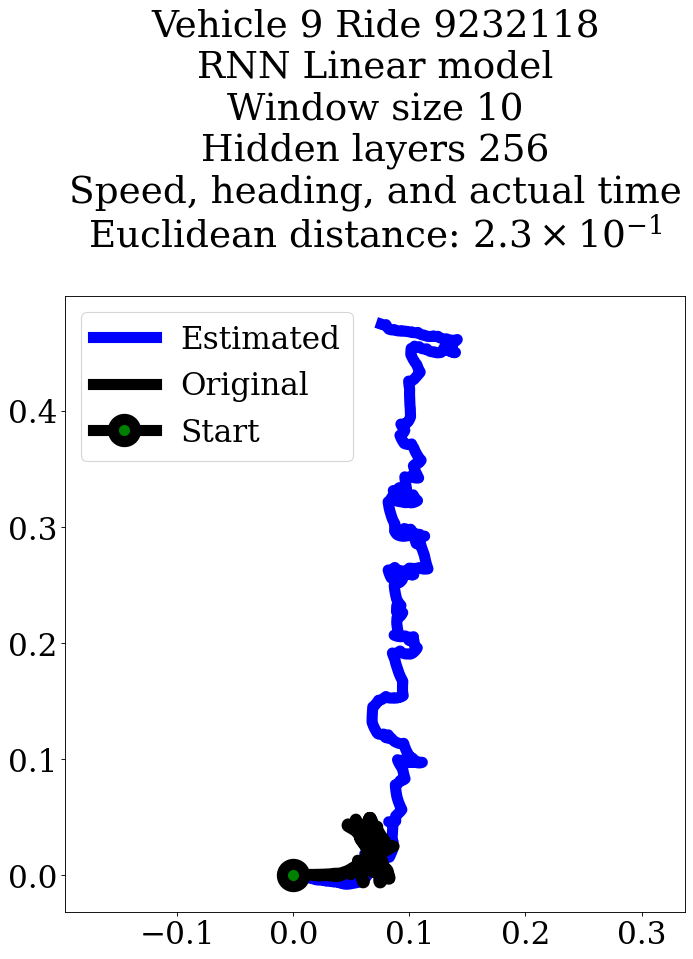 Vehicle 9 Ride 9232118
RNN Linear model
Window size 10
Hidden layers 256
Speed, heading, and actual time
Euclidean distance: 2.3 × 10⁻¹
Estimated
Original
Start
0.4
0.3
0.2
0.1
0.0
−0.1 0.0 0.1 0.2 0.3